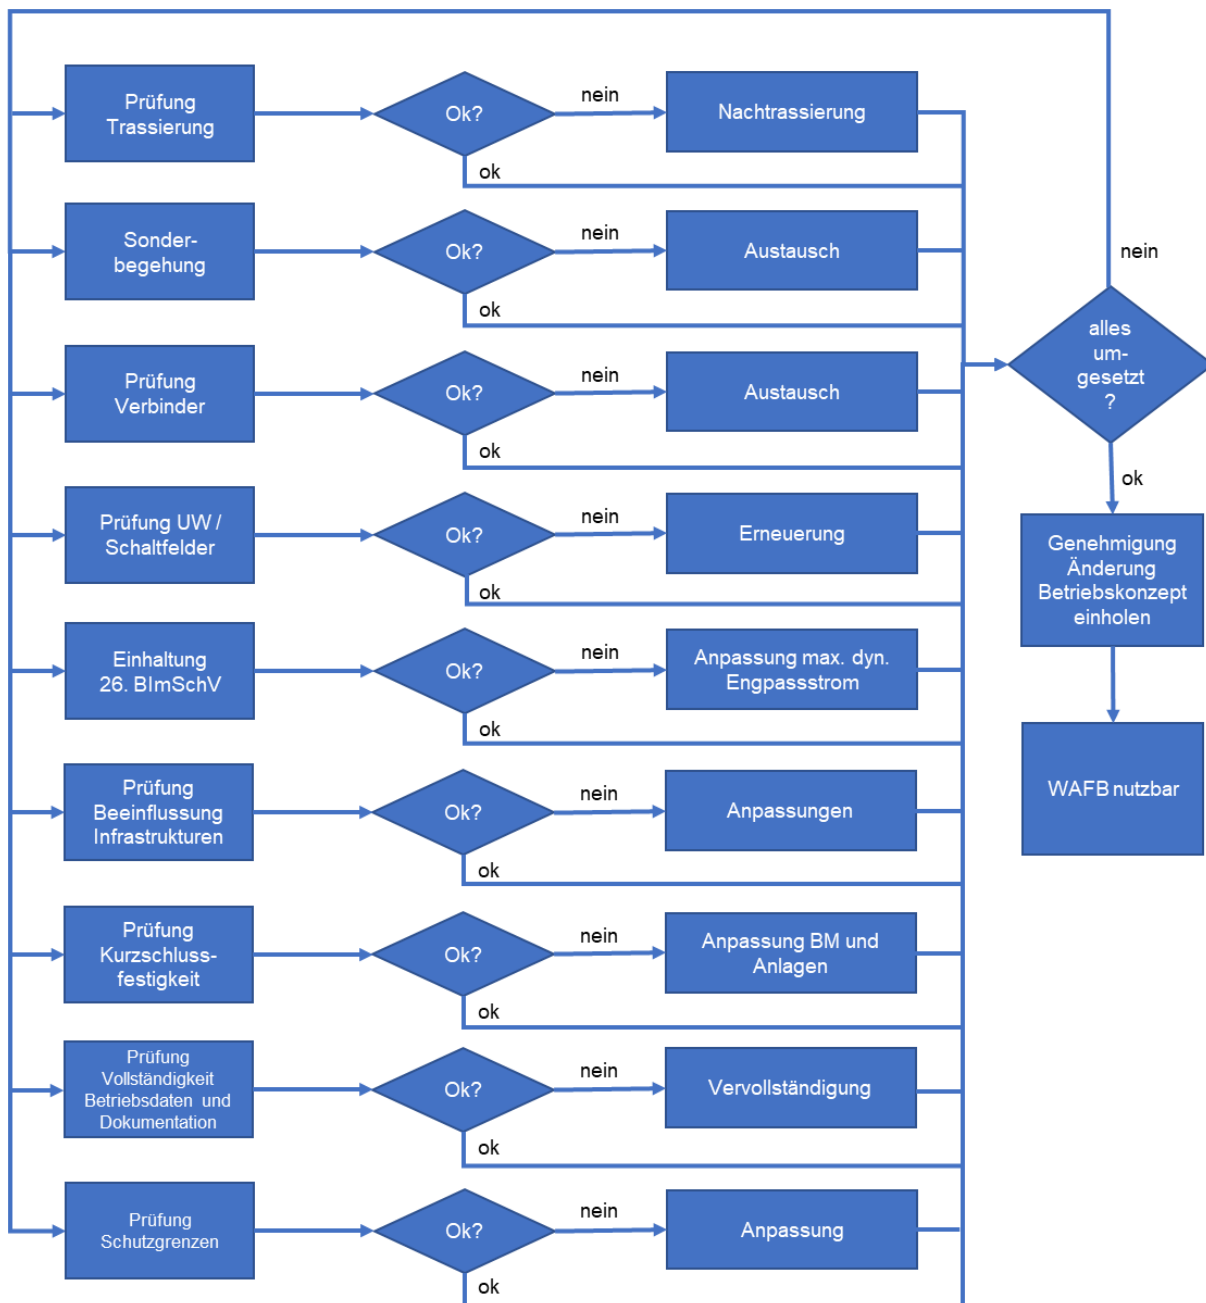 Prüfung
Trassierung
Ok?
nein
Nachtrassierung
ok
Sonder-
begehung
Ok?
nein
Austausch
ok
nein
Prüfung
Verbinder
Ok?
nein
Austausch
ok
alles
um-
gesetzt
?
ok
Prüfung UW /
Schaltfelder
Ok?
nein
Erneuerung
ok
Genehmigung
Änderung
Betriebskonzept
einholen
Einhaltung
26. BImSchV
Ok?
nein
Anpassung max. dyn.
Engpassstrom
ok
WAFB nutzbar
Prüfung
Beeinflussung
Infrastrukturen
Ok?
nein
Anpassungen
ok
Prüfung
Kurzschluss-
festigkeit
Ok?
nein
Anpassung BM und
Anlagen
ok
Prüfung
Vollständigkeit
Betriebsdaten und
Dokumentation
Ok?
nein
Vervollständigung
ok
Prüfung
Schutzgrenzen
Ok?
nein
Anpassung
ok